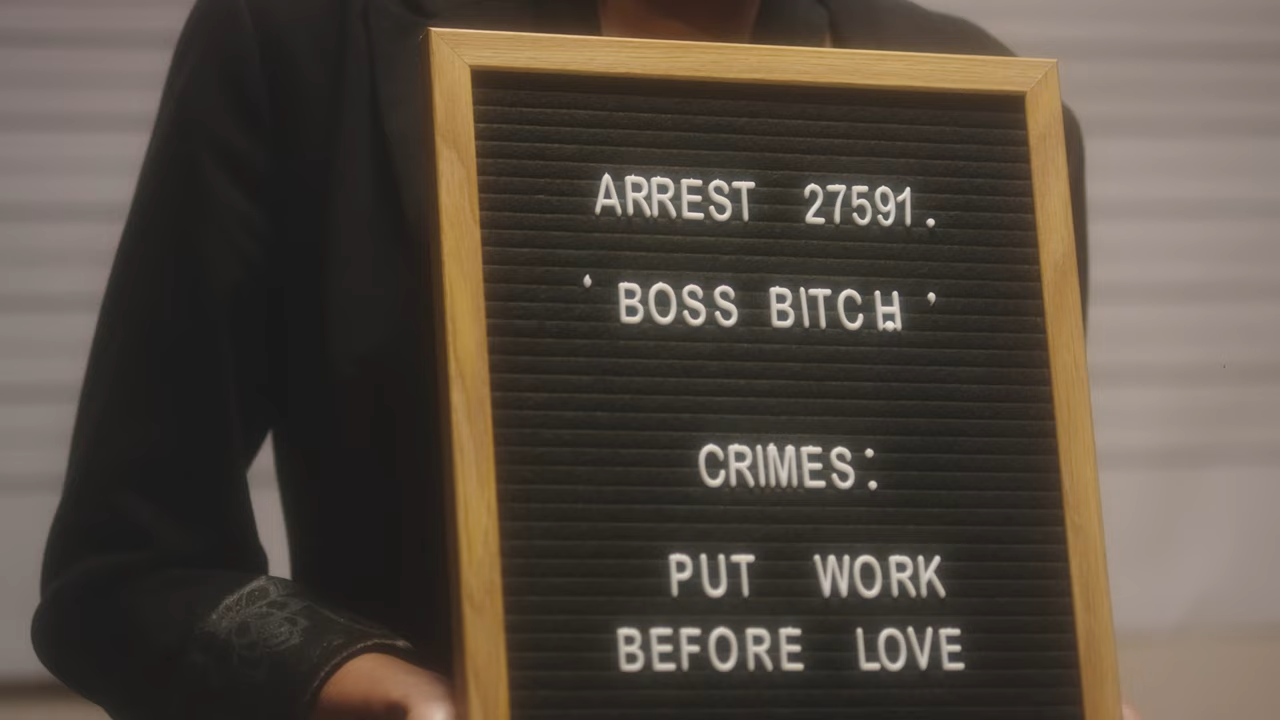 ARREST 27591.
‘BOSS BITCH’
CRIMES:
PUT WORK
BEFORE LOVE